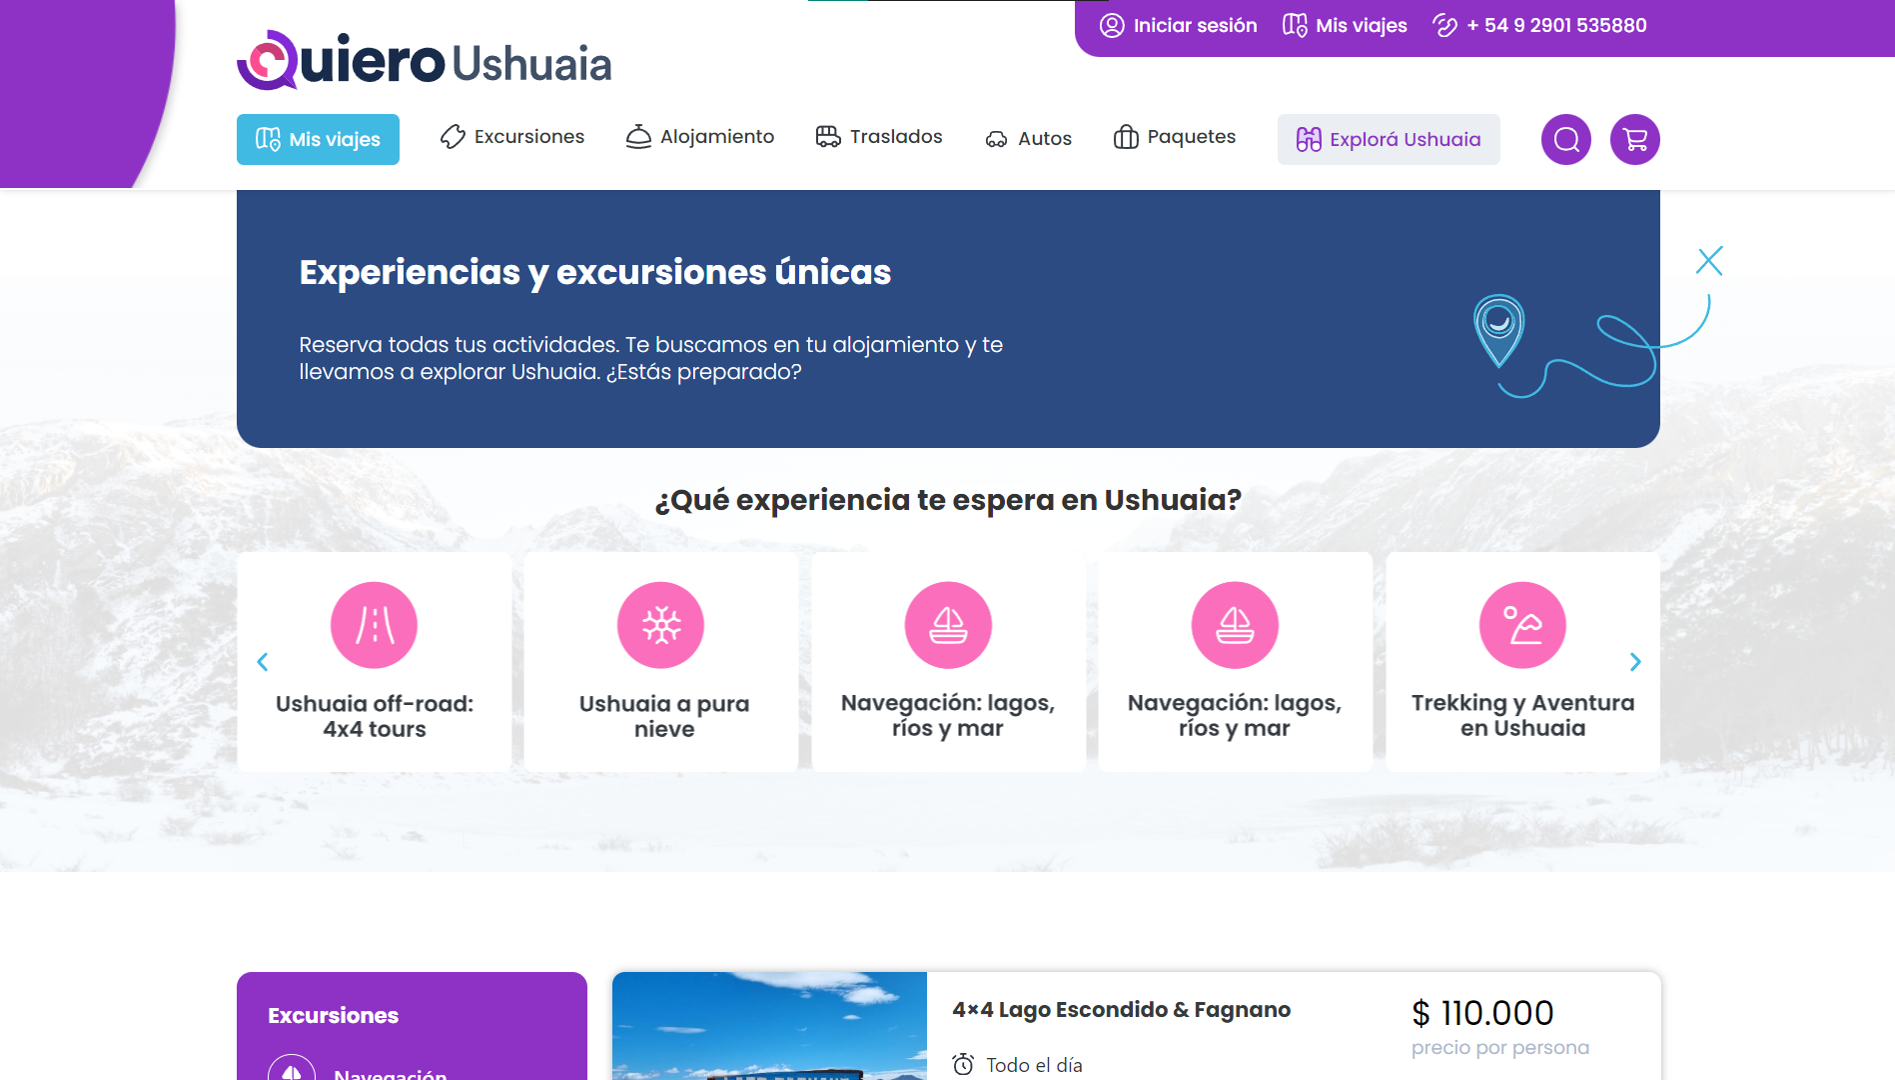 Iniciar sesión
Mis viajes
+ 54 9 2901 535880
Quiero Ushuaia
Mis viajes
Excursiones
Alojamiento
Traslados
Autos
Paquetes
Explorá Ushuaia
Experiencias y excursiones únicas
Reserva todas tus actividades. Te buscamos en tu alojamiento y te
llevamos a explorar Ushuaia. ¿Estás preparado?
¿Qué experiencia te espera en Ushuaia?
Ushuaia off-road:
4x4 tours
Ushuaia a pura
nieve
Navegación: lagos,
ríos y mar
Navegación: lagos,
ríos y mar
Trekking y Aventura
en Ushuaia
Excursiones
Navegación
4×4 Lago Escondido & Fagnano
Todo el día
$ 110.000
precio por persona